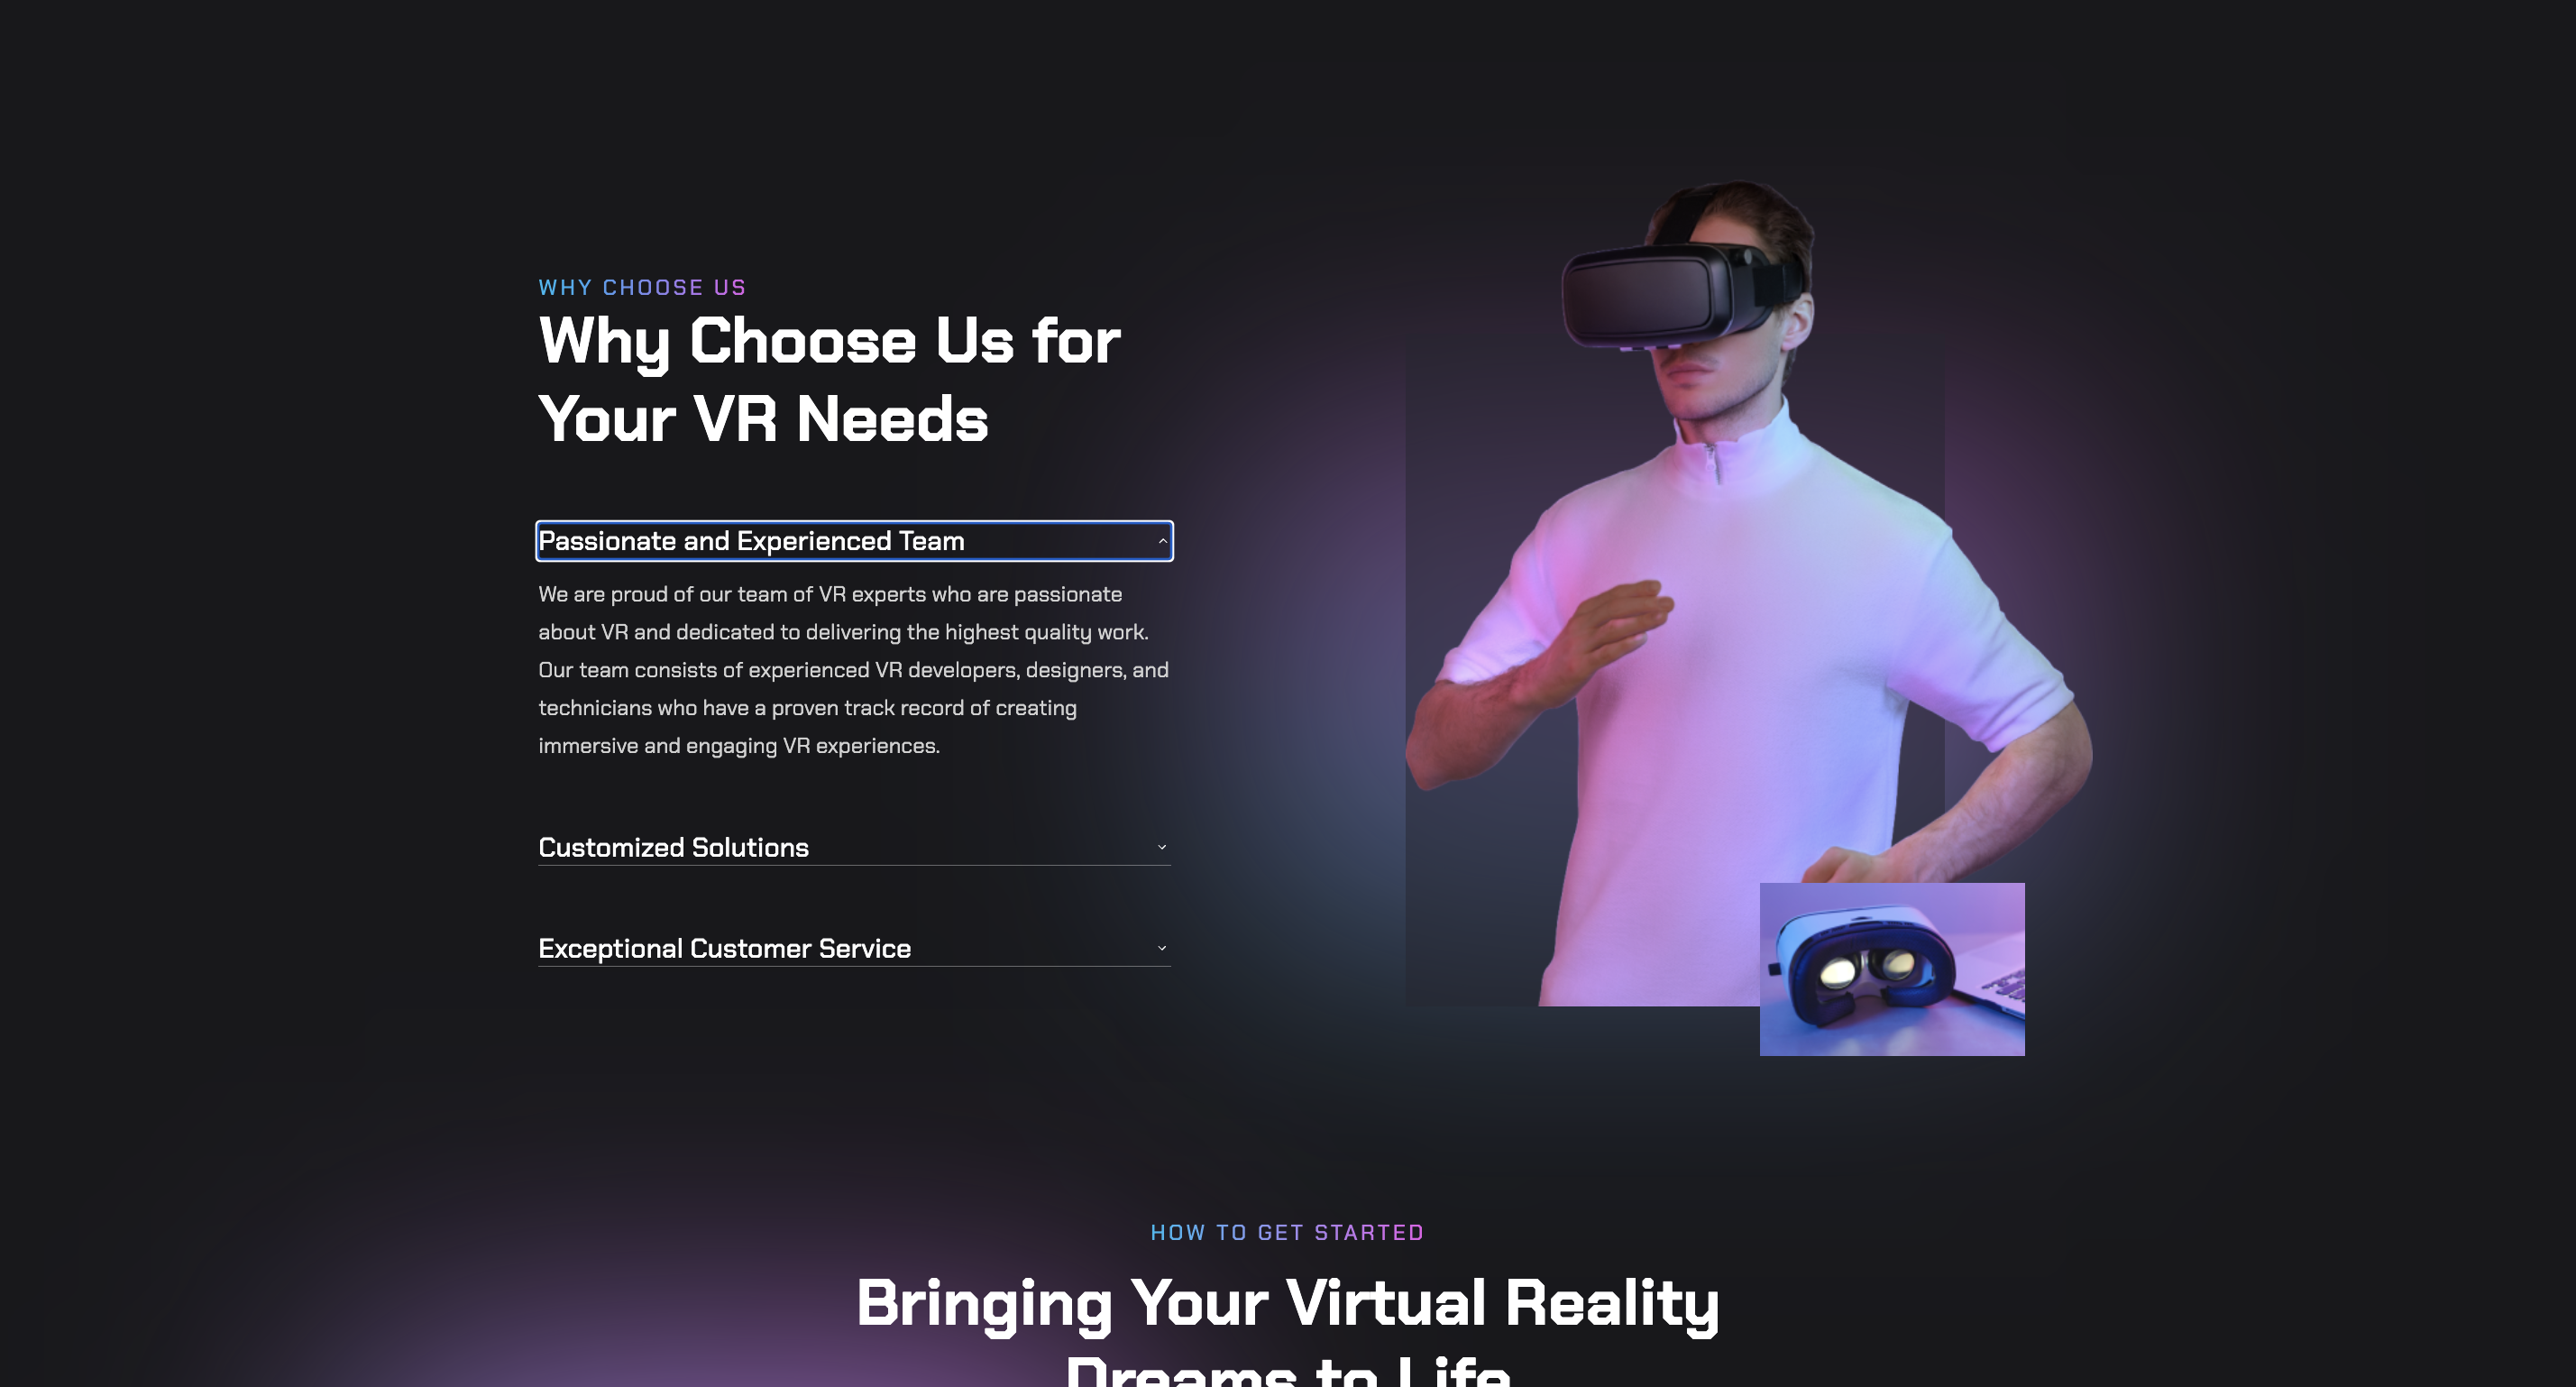 WHY CHOOSE US
Why Choose Us for
Your VR Needs
Passionate and Experienced Team
We are proud of our team of VR experts who are passionate
about VR and dedicated to delivering the highest quality work.
Our team consists of experienced VR developers, designers, and
technicians who have a proven track record of creating
immersive and engaging VR experiences.
Customized Solutions
Exceptional Customer Service
HOW TO GET STARTED
Bringing Your Virtual Reality
Dreams to Life